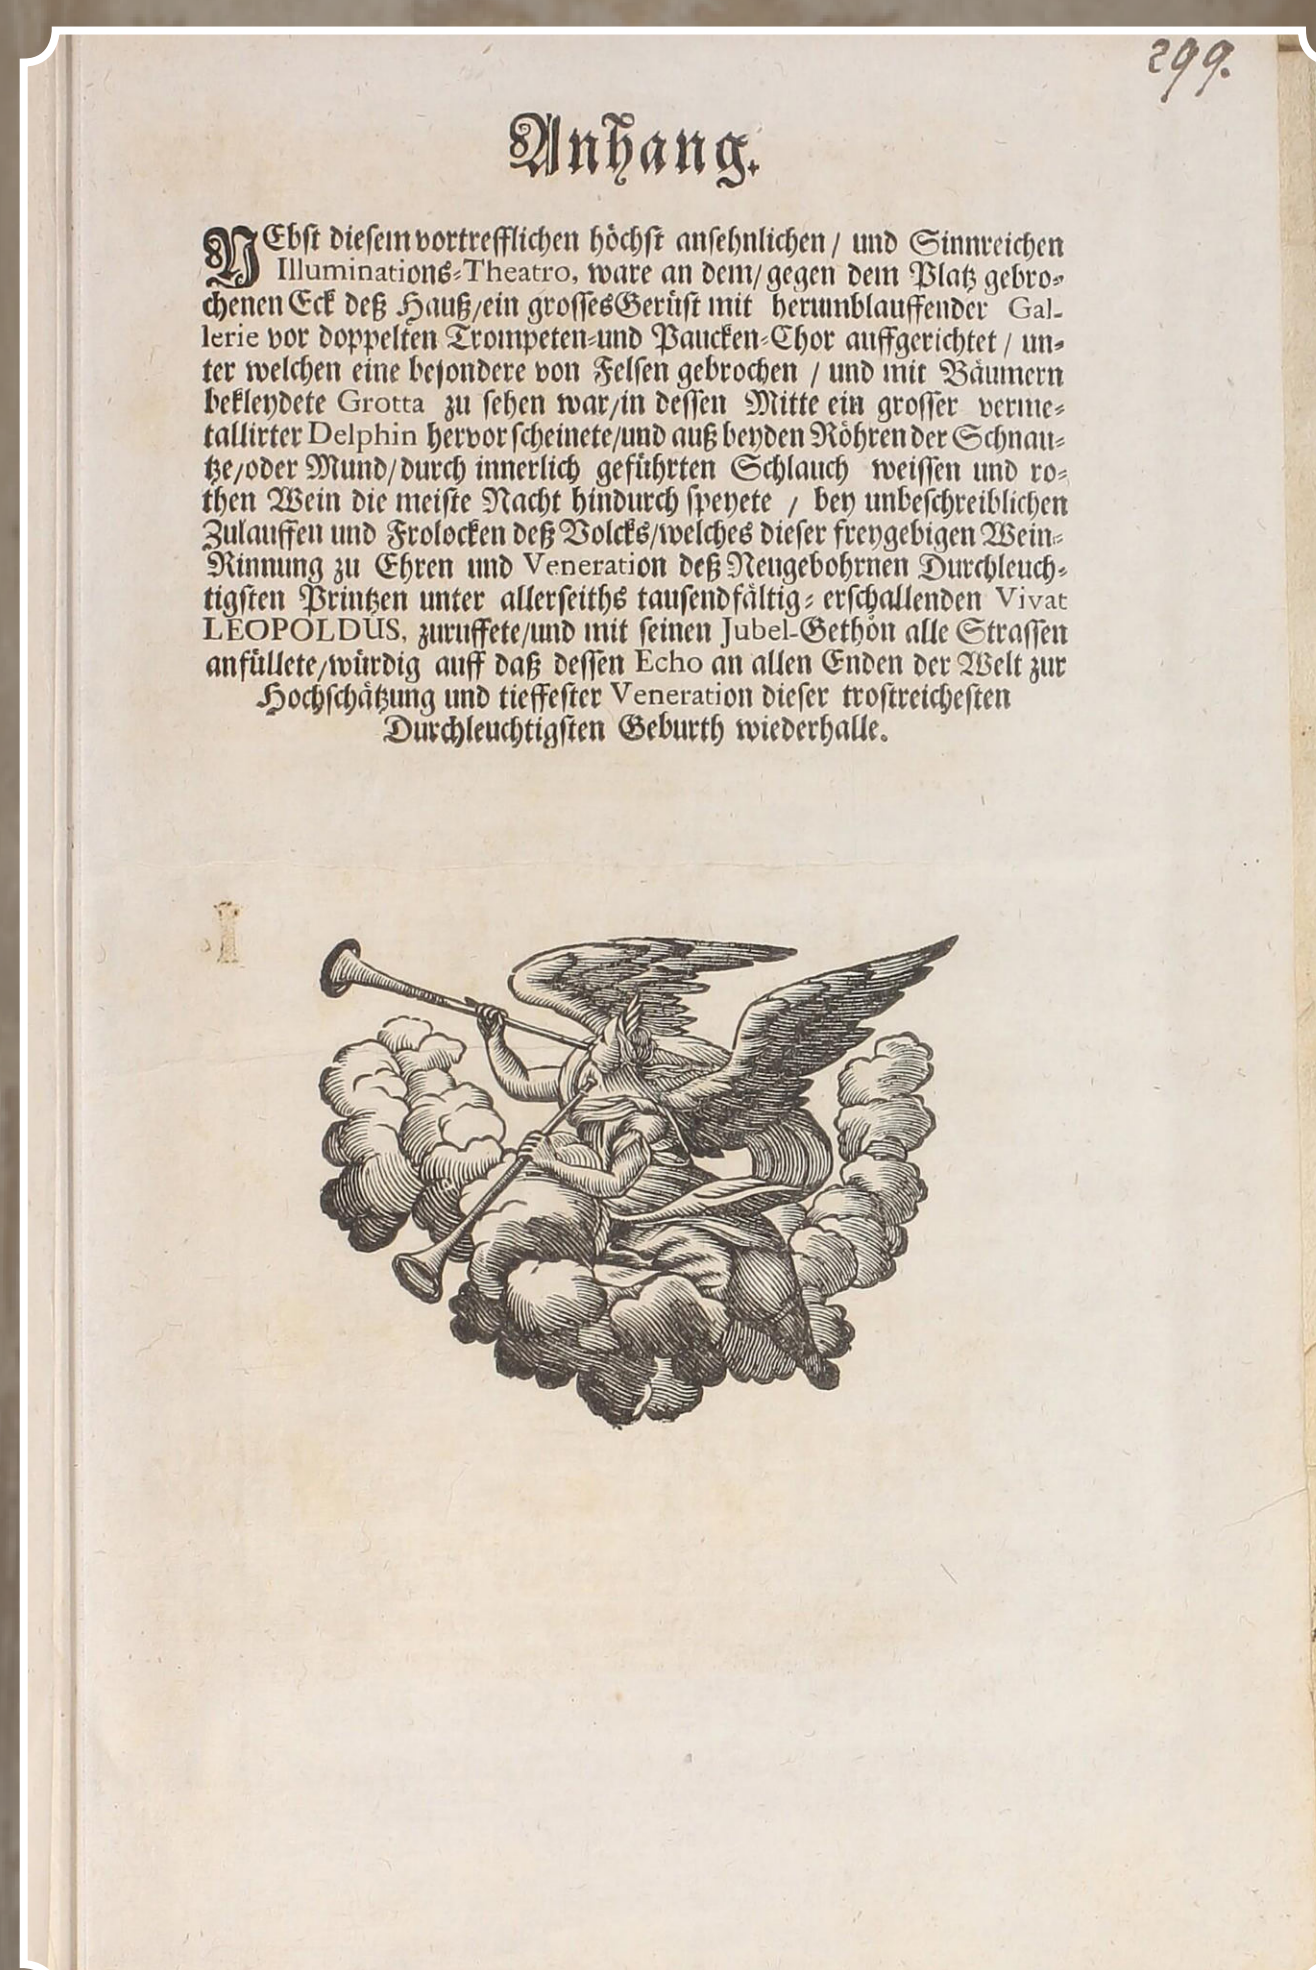 299.
Anhang.
NEbst diesem vortrefflichen höchst ansehnlichen / und Sinnreichen
Illuminations-Theatro, ware an dem/gegen dem Platz gebro-
chenen Eck deß Hauß/ein grosses Gerüst mit herumblauffender Gal-
lerie vor doppelten Trompeten-und Paucken-Chor auffgerichtet / un-
ter welchen eine besondere von Felsen gebrochen / und mit Bäumern
bekleydete Grotta zu sehen war/in dessen Mitte ein grosser verme-
tallirter Delphin hervor scheinete/und auß beyden Röhren der Schnau-
tze/oder Mund/durch innerlich geführten Schlauch weissen und ro-
then Wein die meiste Nacht hindurch speyete / bey unbeschreiblichen
Zulauffen und Frolocken deß Volcks/welches dieser freygebigen Wein-
Rinnung zu Ehren und Veneration deß Neugebohrnen Durchleuch-
tigsten Printzen unter allerseiths tausendfältig-erschallenden Vivat
LEOPOLDUS, zuruffete/und mit seinen Jubel-Gethön alle Strassen
anfüllete/würdig auff daß dessen Echo an allen Enden der Welt zur
Hochschätzung und tieffester Veneration dieser trostreichesten
Durchleuchtigsten Geburth wiederhalle.